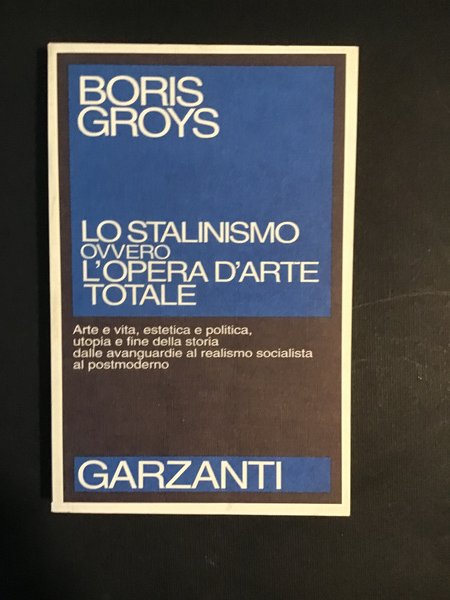 BORIS
GROYS
LO STALINISMO
OVVERO
L'OPERA D'ARTE
TOTALE
Arte e vita, estetica e politica,
utopia e fine della storia
dalle avanguardie al realismo socialista
al postmoderno
GARZANTI